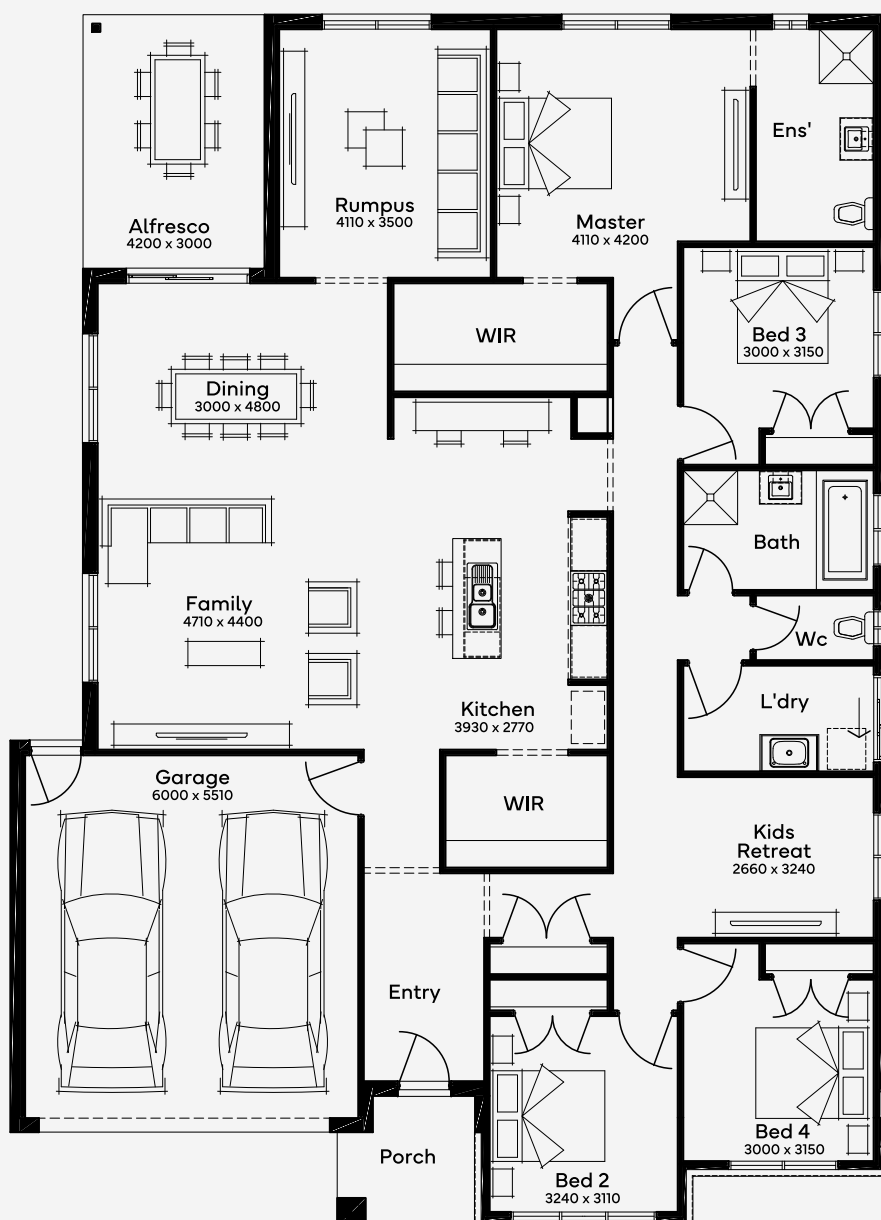 Ens'
Rumpus
4110 x 3500
Alfresco
4200 x 3000
Master
4110 x 4200
WIR
Bed 3
3000 x 3150
Dining
3000 x 4800
Bath
Family
4710 x 4400
Wc
L'dry
Kitchen
3930 x 2770
Garage
6000 x 5510
WIR
Kids
Retreat
2660 x 3240
Entry
Bed 4
3000 x 3150
Porch
Bed 2
3240 x 3110